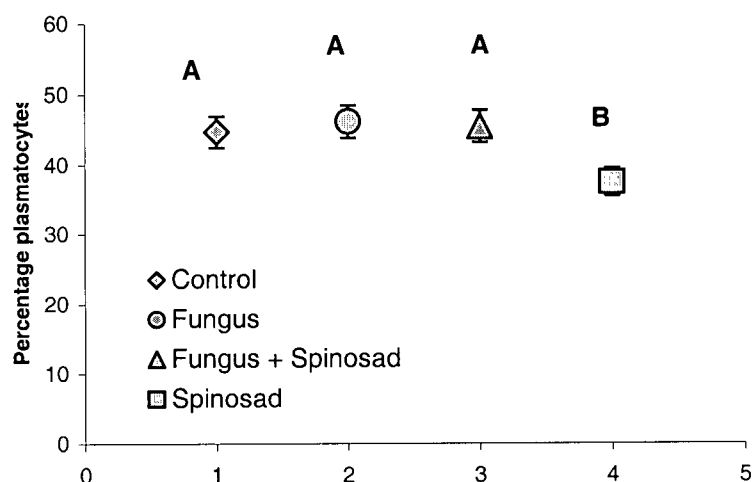 60
50
40
30
20
10
0
Percentage plasmatocytes
A
A
A
B
Control
Fungus
Fungus + Spinosad
Spinosad
0 1 2 3 4 5